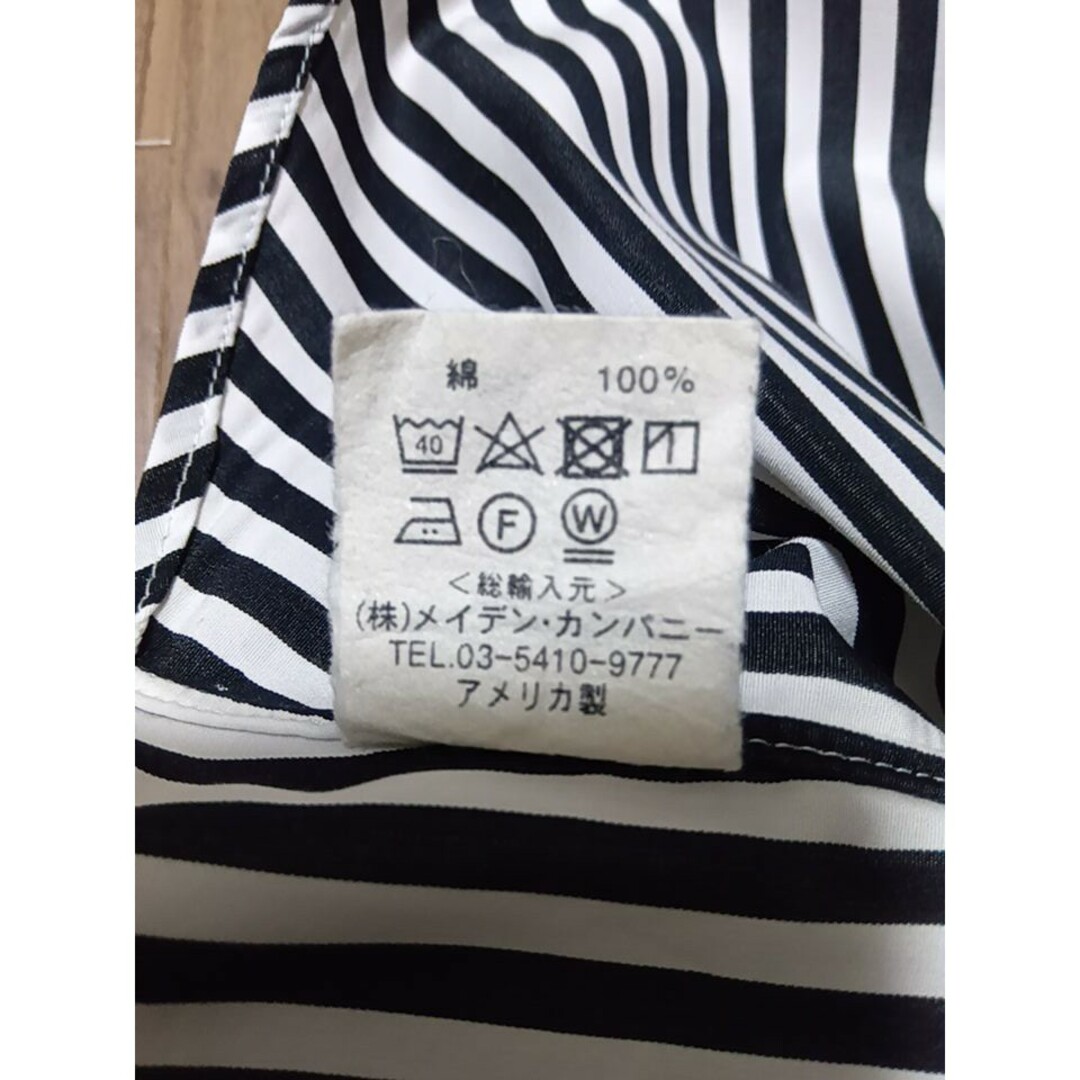 綿 100%
40
F W
＜総輸入元＞
(株)メイデン・カンパニー
TEL.03-5410-9777
アメリカ製